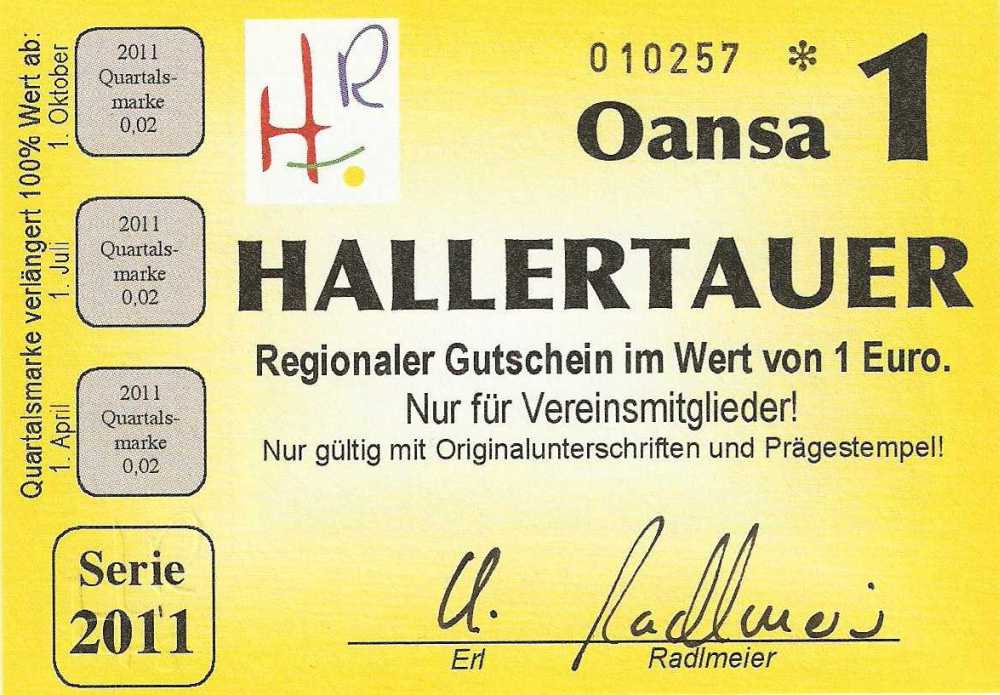 Quartalsmarke verlängert 100% Wert ab:
1. Oktober
2011
Quartals-
marke
0,02
1. Juli
2011
Quartals-
marke
0,02
1. April
2011
Quartals-
marke
0,02
Serie
2011
HR
010257 *
Oansa 1
HALLERTAUER
Regionaler Gutschein im Wert von 1 Euro.
Nur für Vereinsmitglieder!
Nur gültig mit Originalunterschriften und Prägestempel!
Radlmeier
Erl Radlmeier